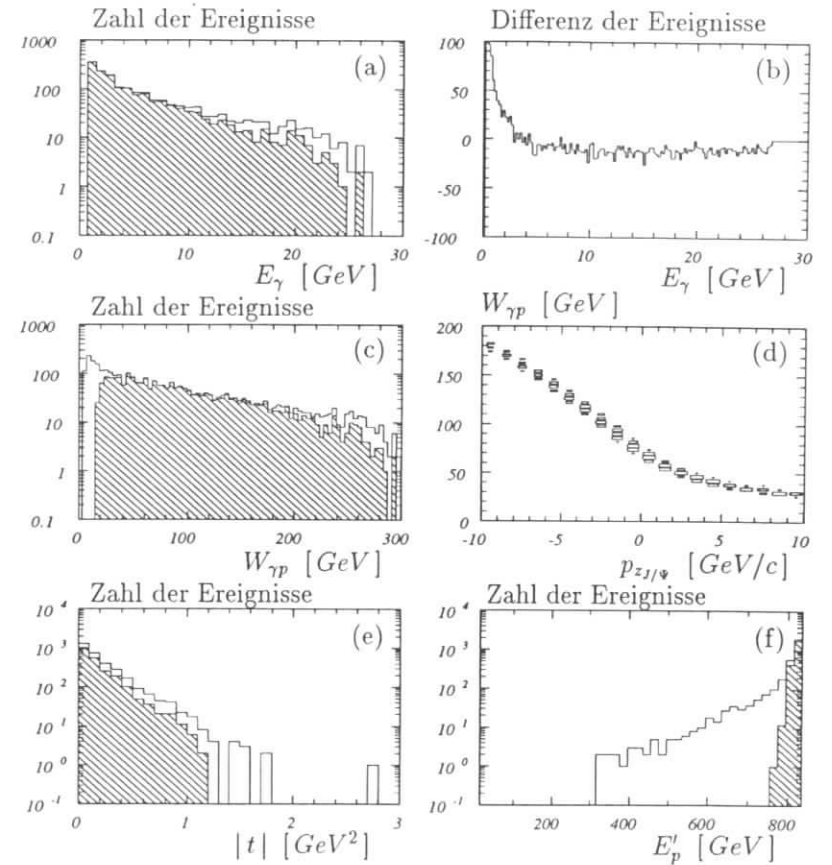 Zahl der Ereignisse
Differenz der Ereignisse
1000
100
10
1
0.1
(a)
0 10 20 30
E_γ [GeV]
100
50
0
-50
-100
(b)
0 10 20 30
E_γ [GeV]
Zahl der Ereignisse
W_γp [GeV]
1000
100
10
1
0.1
(c)
0 100 200 300
W_γp [GeV]
200
150
100
50
0
(d)
-10 -5 0 5 10
p_z_J/Ψ [GeV/c]
Zahl der Ereignisse
Zahl der Ereignisse
10^4
10^3
10^2
10^1
10^0
10^-1
(e)
0 1 2 3
|t| [GeV^2]
10^4
10^3
10^2
10^1
10^0
10^-1
(f)
200 400 600 800
E'_p [GeV]